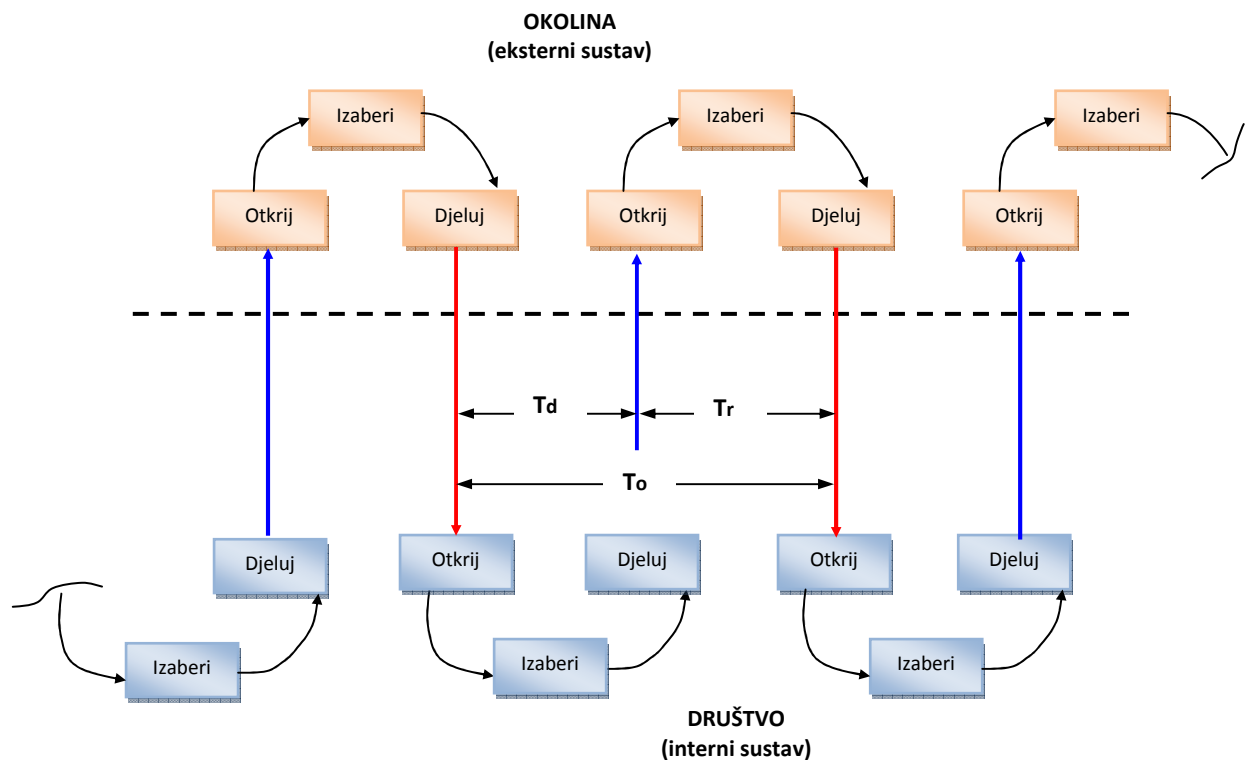 OKOLINA
(eksterni sustav)
Izaberi
Izaberi
Izaberi
Otkrij
Djeluj
Otkrij
Djeluj
Otkrij
Td
Tr
To
Djeluj
Otkrij
Djeluj
Otkrij
Djeluj
Izaberi
Izaberi
Izaberi
DRUŠTVO
(interni sustav)